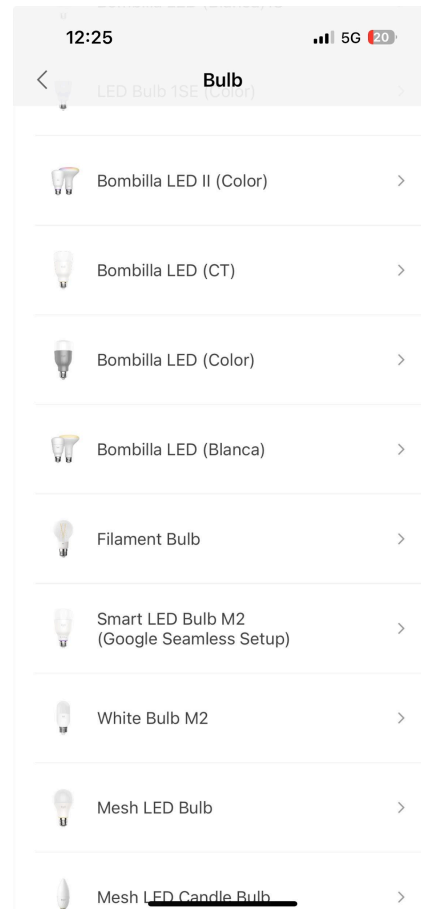 12:25
5G 20
Bulb
LED Bulb 1SE (Color)
Bombilla LED II (Color)
Bombilla LED (CT)
Bombilla LED (Color)
Bombilla LED (Blanca)
Filament Bulb
Smart LED Bulb M2
(Google Seamless Setup)
White Bulb M2
Mesh LED Bulb
Mesh LED Candle Bulb